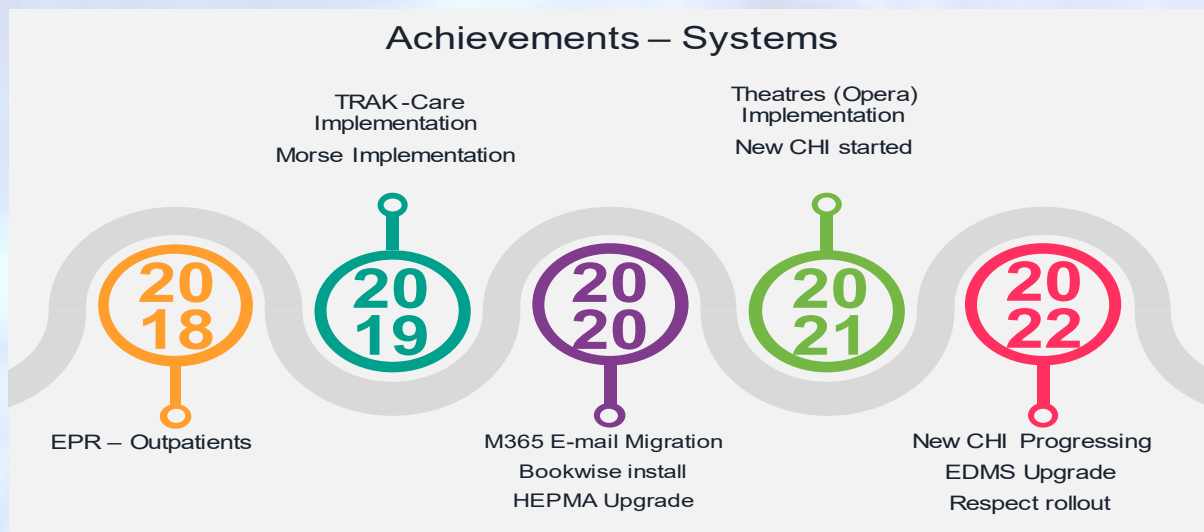 Achievements – Systems
TRAK-Care
Implementation
Morse Implementation
Theatres (Opera)
Implementation
New CHI started
20
18
20
19
20
20
20
21
20
22
EPR – Outpatients
M365 E-mail Migration
Bookwise install
HEPMA Upgrade
New CHI Progressing
EDMS Upgrade
Respect rollout